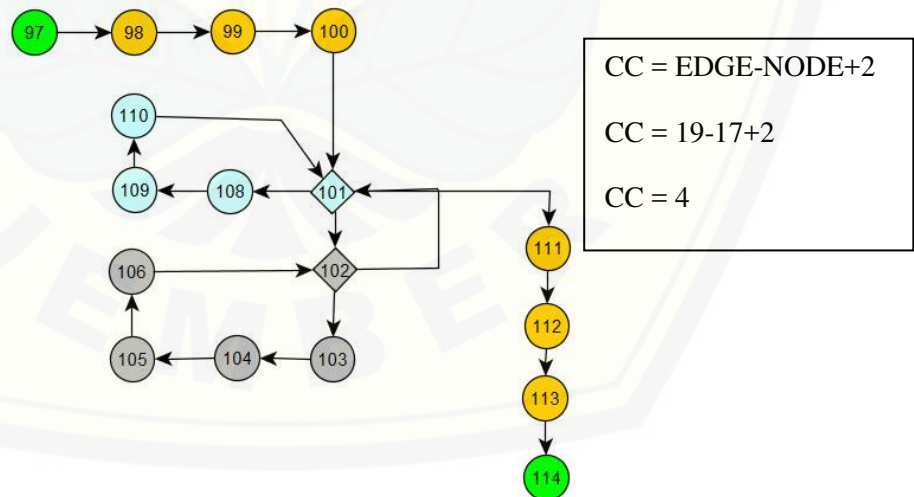 97 98 99 100
CC = EDGE-NODE+2
CC = 19-17+2
CC = 4
110
109 108 101
111
106 102
112
105 104 103
113
114
JEMBER